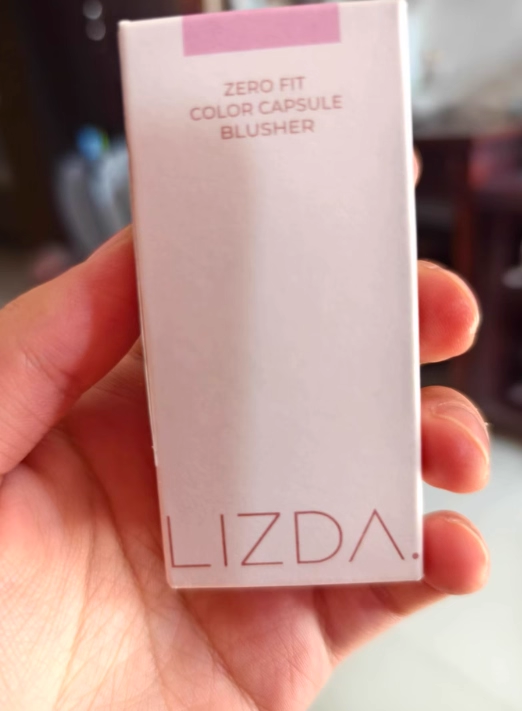 ZERO FIT
COLOR CAPSULE
BLUSHER
LIZDA.